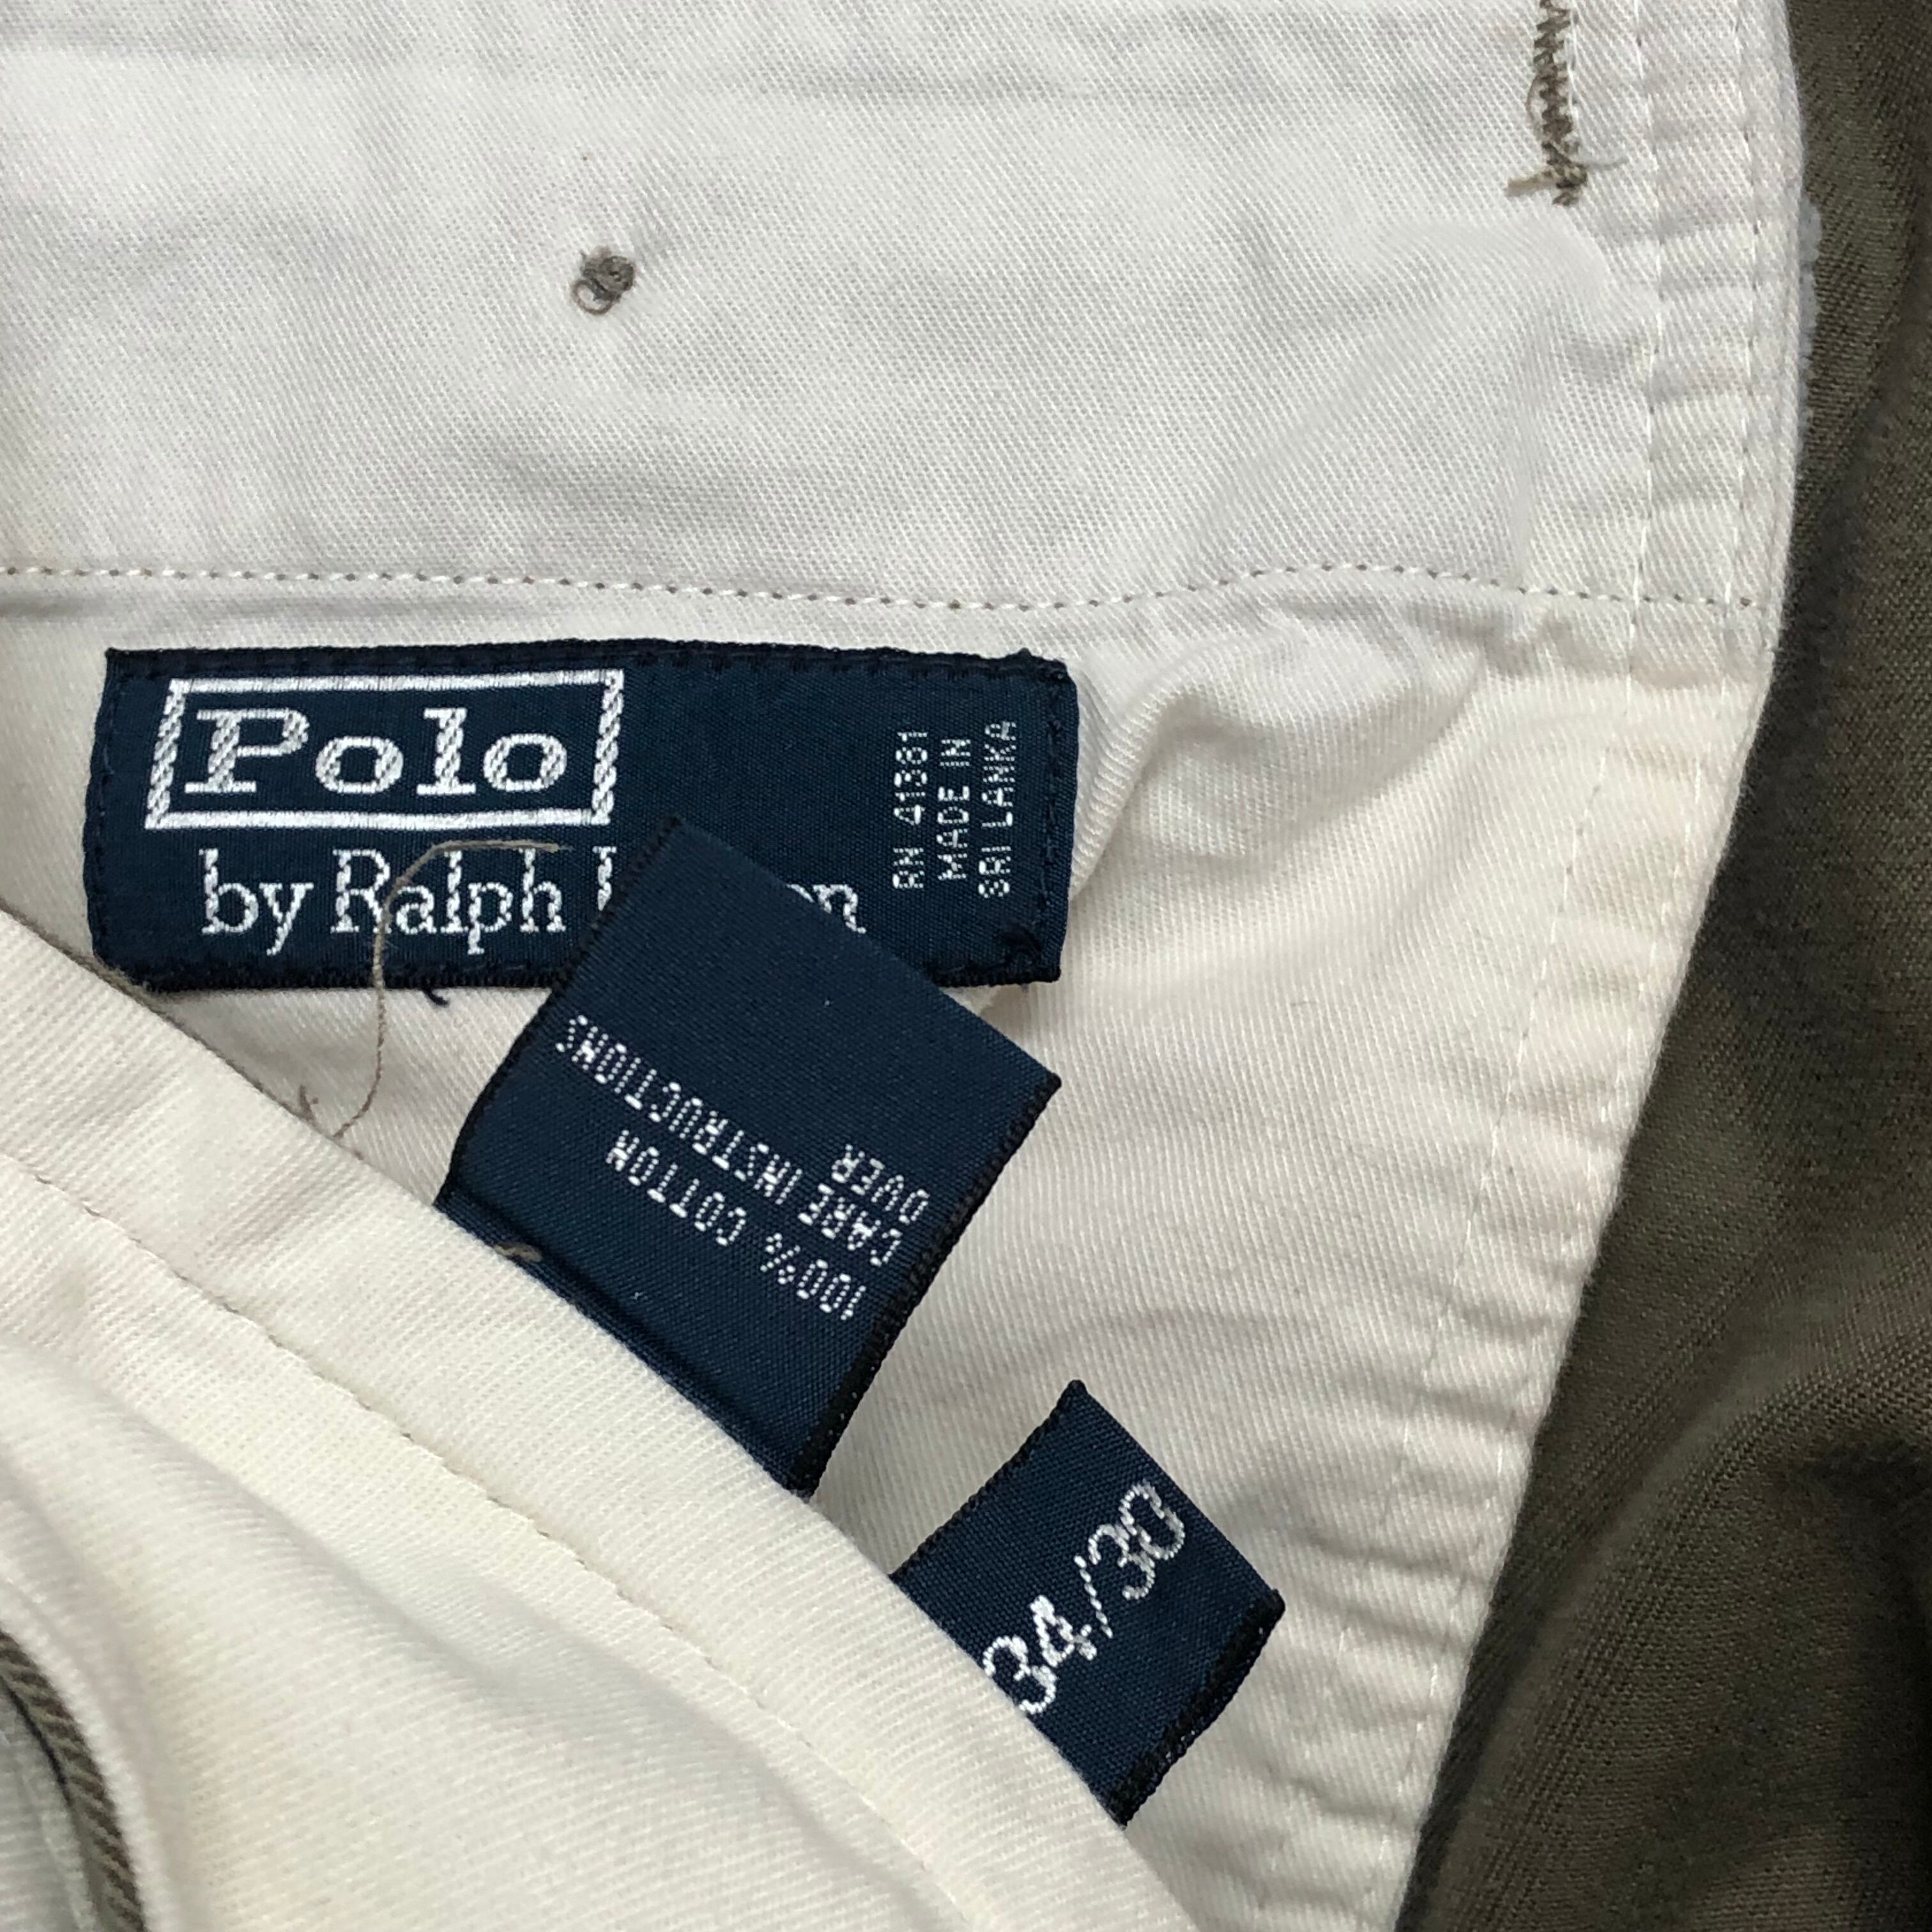 Polo
by Ralph
RN 41381
MADE IN
SRI LANKA
100% COTTON
CARE INSTRUCTIONS
OVER
34/30